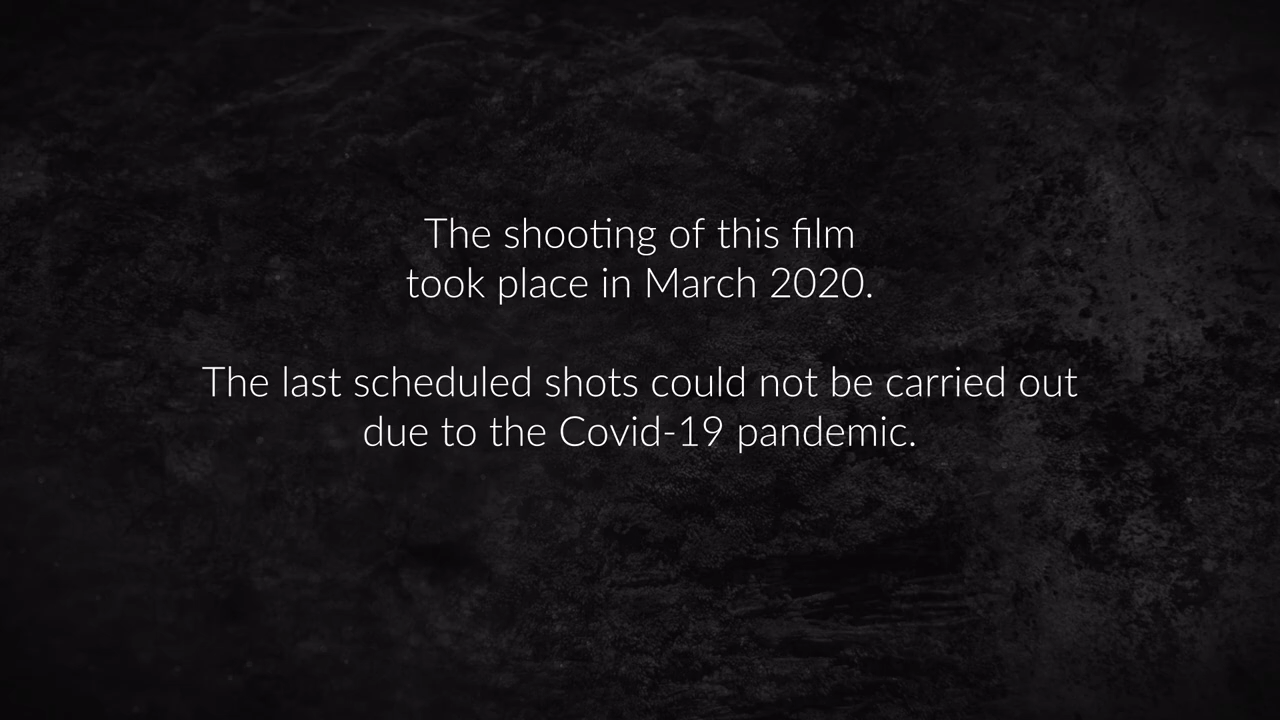 The shooting of this film
took place in March 2020.
The last scheduled shots could not be carried out
due to the Covid-19 pandemic.